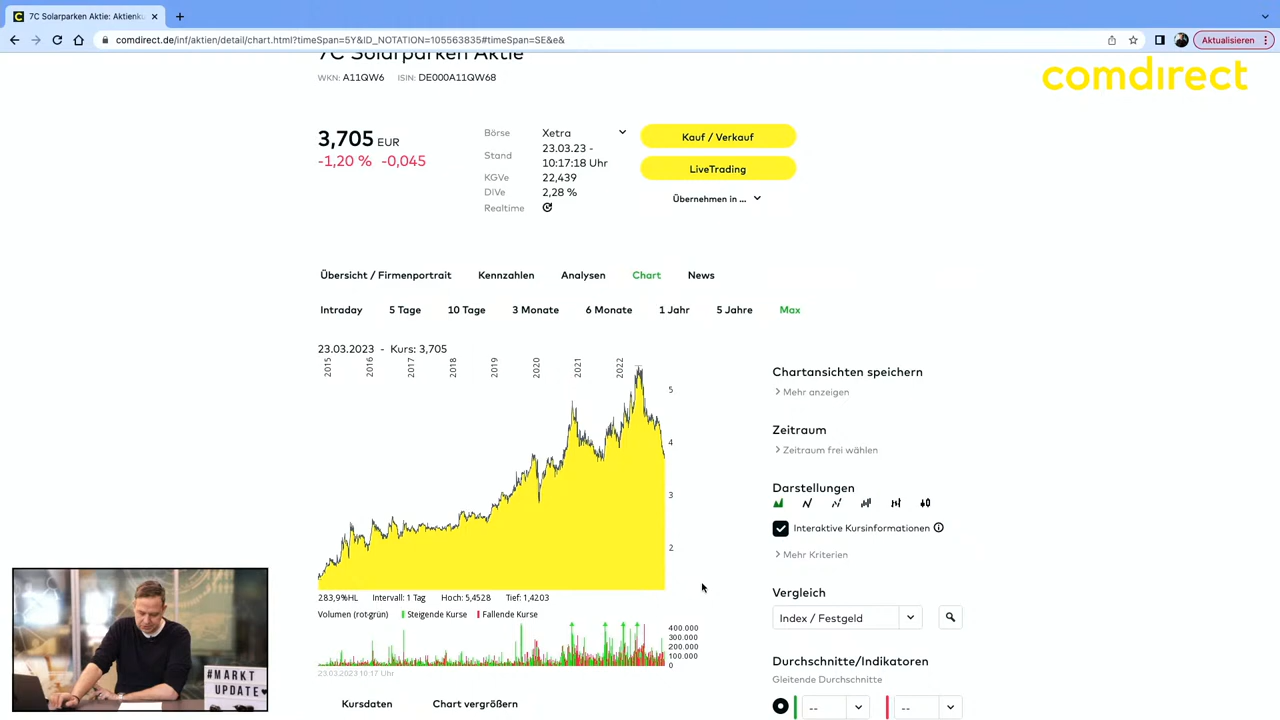 7C Solarparken Aktie: Aktienku
comdirect.de/inf/aktien/detail/chart.html?timeSpan=5Y&ID_NOTATION=105563835#timeSpan=SE&e&
Aktualisieren
7C Solarparken Aktie
WKN: A11QW6 ISIN: DE000A11QW68
comdirect
3,705 EUR
-1,20 % -0,045
Börse Xetra
Stand 23.03.23 -
10:17:18 Uhr
KGVe 22,439
DIVe 2,28 %
Realtime
Kauf / Verkauf
LiveTrading
Übernehmen in ...
Übersicht / Firmenportrait Kennzahlen Analysen Chart News
Intraday 5 Tage 10 Tage 3 Monate 6 Monate 1 Jahr 5 Jahre Max
23.03.2023 - Kurs: 3,705
2015 2016 2017 2018 2019 2020 2021 2022
5
4
3
2
283,9%HL Intervall: 1 Tag Hoch: 5,4528 Tief: 1,4203
Volumen (rot-grün) Steigende Kurse Fallende Kurse
400.000
300.000
200.000
100.000
0
23.03.2023 10:17 Uhr
Kursdaten Chart vergrößern
Chartansichten speichern
Mehr anzeigen
Zeitraum
Zeitraum frei wählen
Darstellungen
Interaktive Kursinformationen
Mehr Kriterien
Vergleich
Index / Festgeld
Durchschnitte/Indikatoren
Gleitende Durchschnitte
-- --
#MARKT
UPDATE